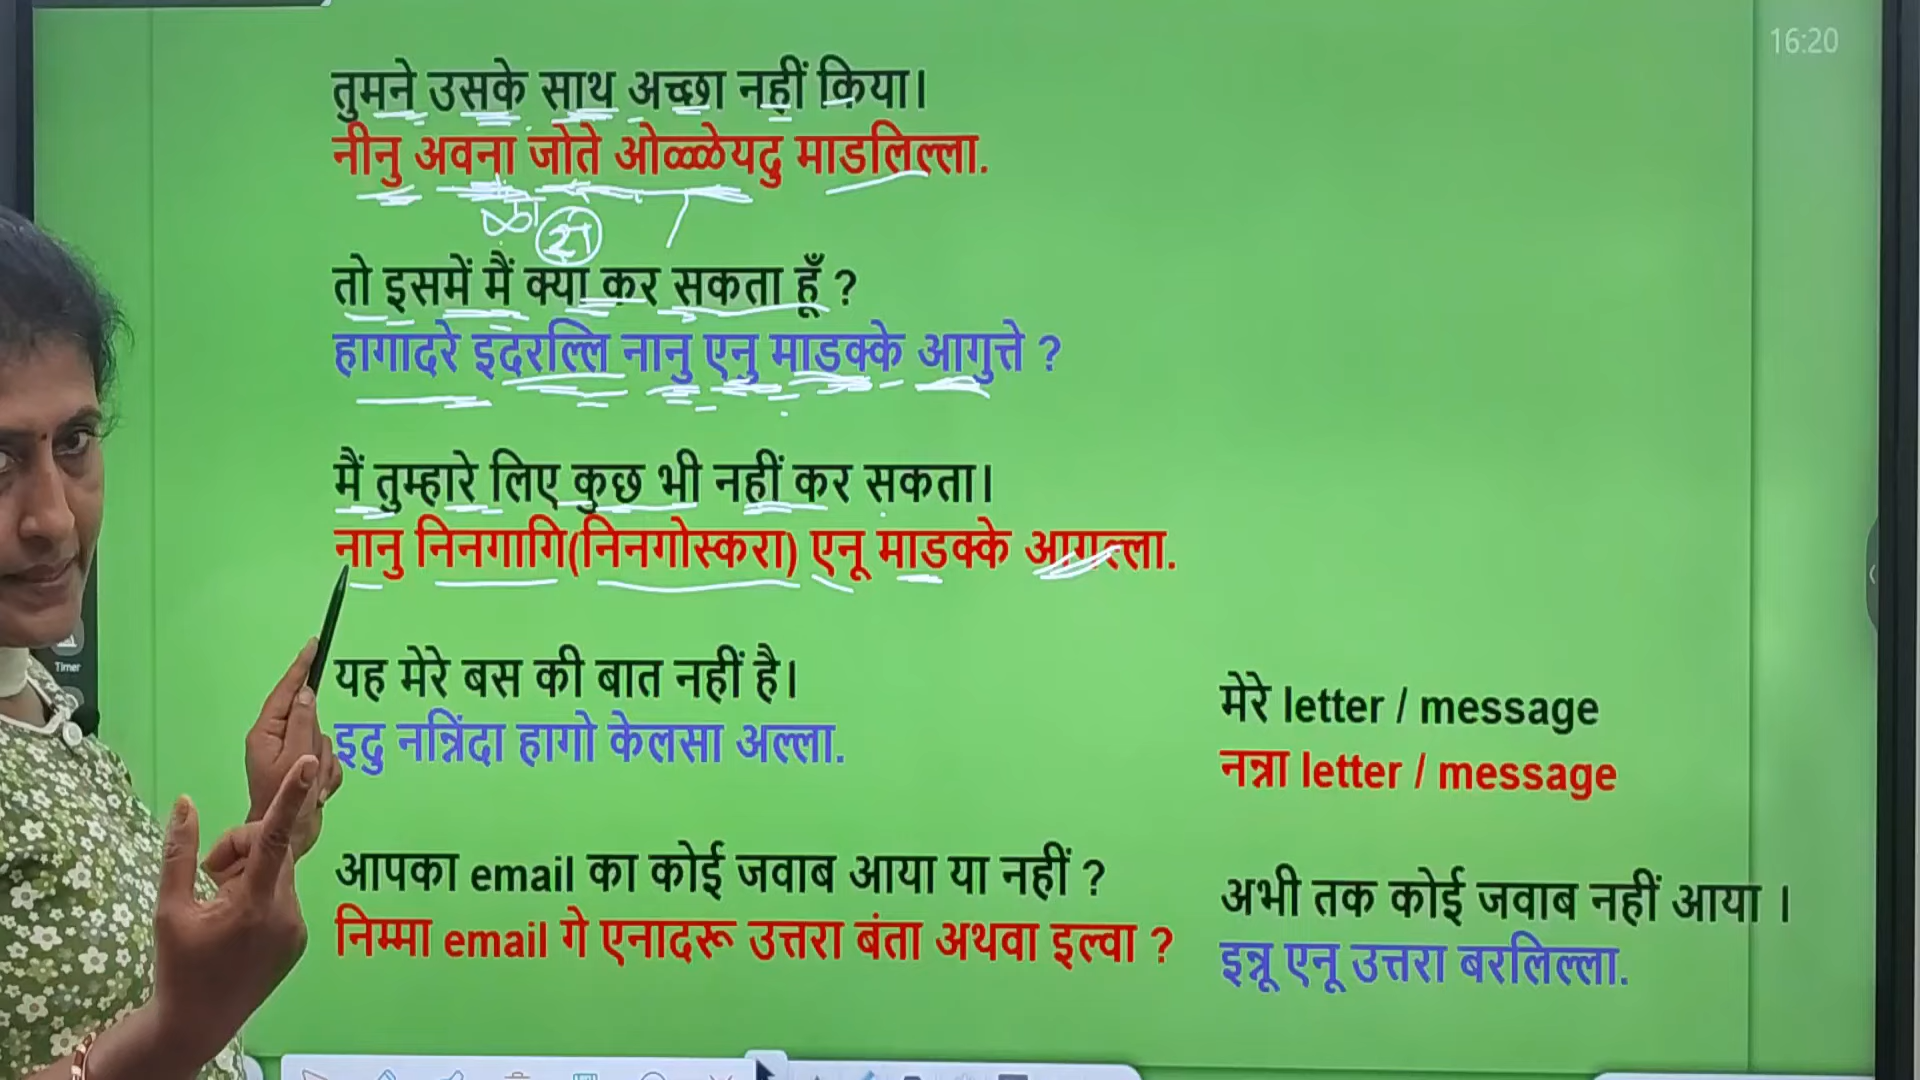 16:20
तुमने उसके साथ अच्छा नहीं किया।
नीनु अवना जोते ओळ्ळेयदु माडलिल्ला.
तो इसमें मैं क्या कर सकता हूँ ?
हागादरे इदरल्लि नानु एनु माडक्के आगुत्ते ?
मैं तुम्हारे लिए कुछ भी नहीं कर सकता।
नानु निनगागि(निनगोस्करा) एनू माडक्के आगल्ला.
Timer
यह मेरे बस की बात नहीं है।
इदु नन्निंदा हागो केलसा अल्ला.
मेरे letter / message
नन्ना letter / message
आपका email का कोई जवाब आया या नहीं ?
निम्मा email गे एनादरू उत्तरा बंता अथवा इल्वा ?
अभी तक कोई जवाब नहीं आया ।
इन्नू एनू उत्तरा बरलिल्ला.